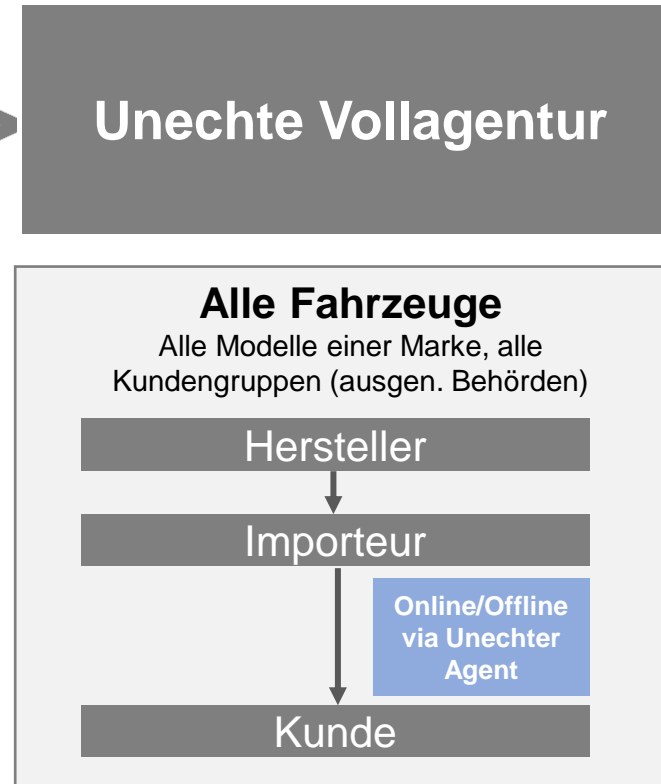 Unechte Vollagentur
Alle Fahrzeuge
Alle Modelle einer Marke, alle
Kundengruppen (ausgen. Behörden)
Hersteller
Importeur
Online/Offline
via Unechter
Agent
Kunde